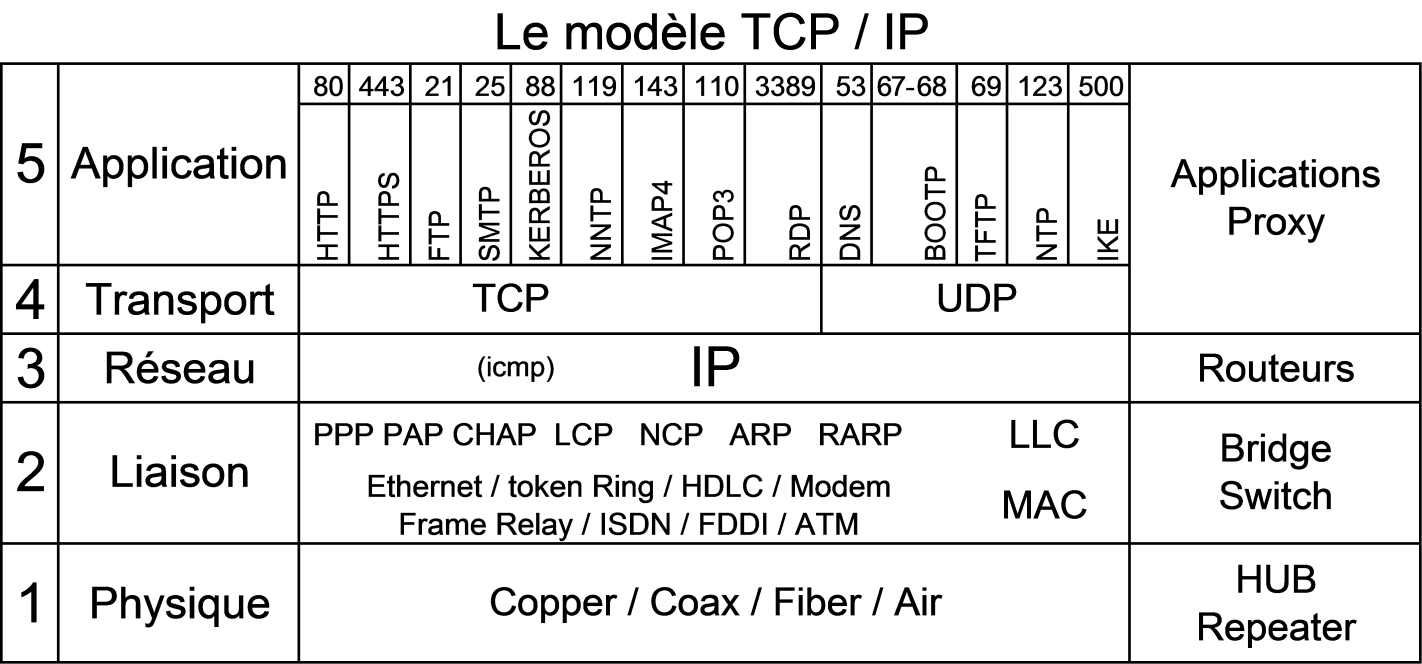 Le modèle TCP / IP
80 443 21 25 88 119 143 110 3389 53 67-68 69 123 500
5 Application
HTTP
HTTPS
FTP
SMTP
KERBEROS
NNTP
IMAP4
POP3
RDP
DNS
BOOTP
TFTP
NTP
IKE
Applications
Proxy
4 Transport TCP UDP
3 Réseau (icmp) IP Routeurs
2 Liaison
PPP PAP CHAP LCP NCP ARP RARP LLC
Ethernet / token Ring / HDLC / Modem
Frame Relay / ISDN / FDDI / ATM
MAC
Bridge
Switch
1 Physique Copper / Coax / Fiber / Air
HUB
Repeater